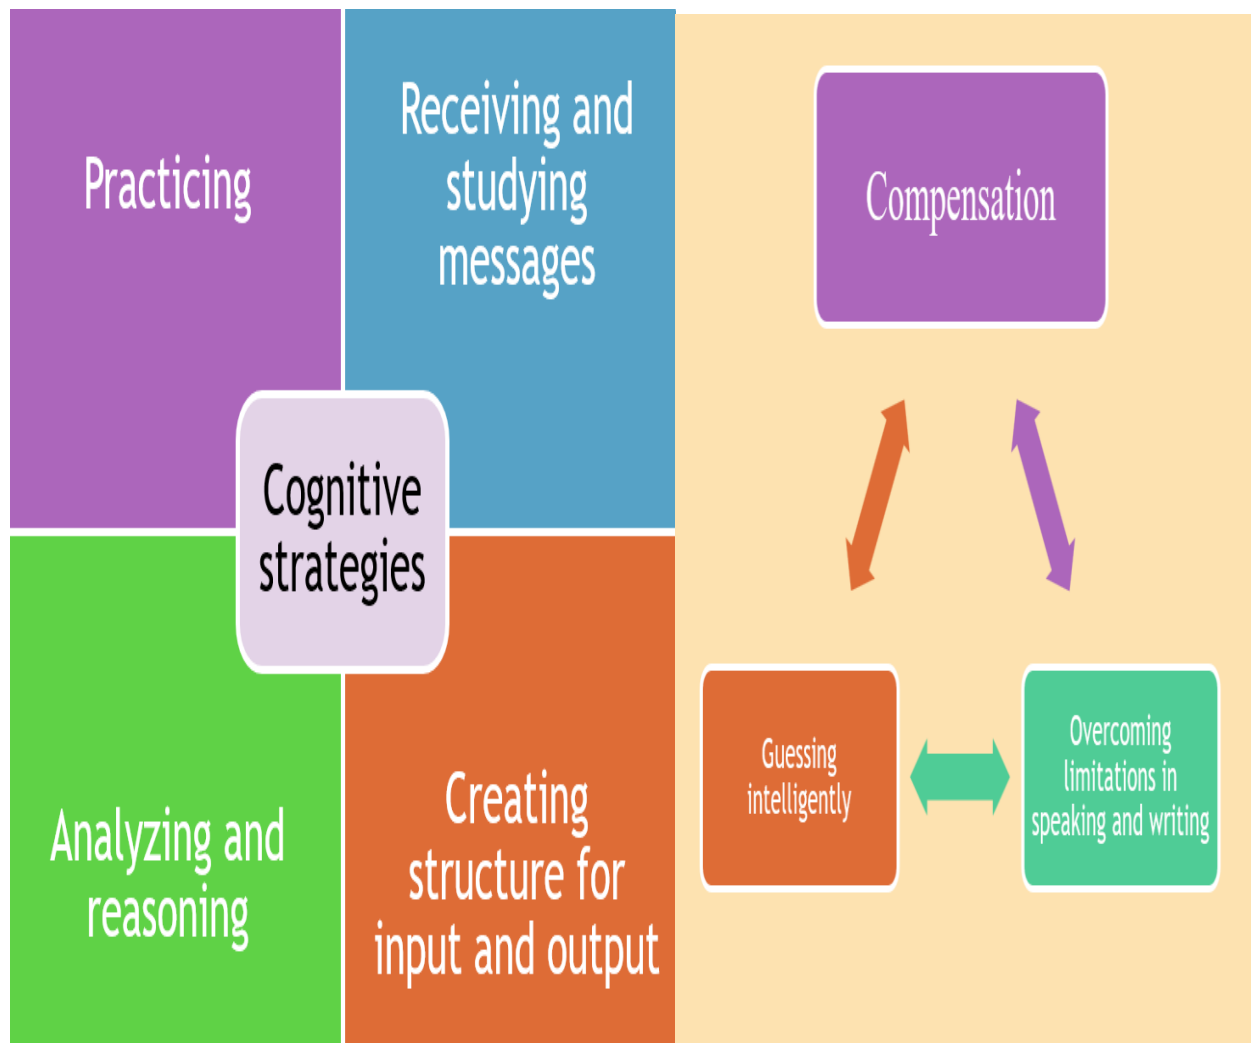 Practicing
Receiving and
studying
messages
Cognitive
strategies
Analyzing and
reasoning
Creating
structure for
input and output
Compensation
Guessing
intelligently
Overcoming
limitations in
speaking and writing